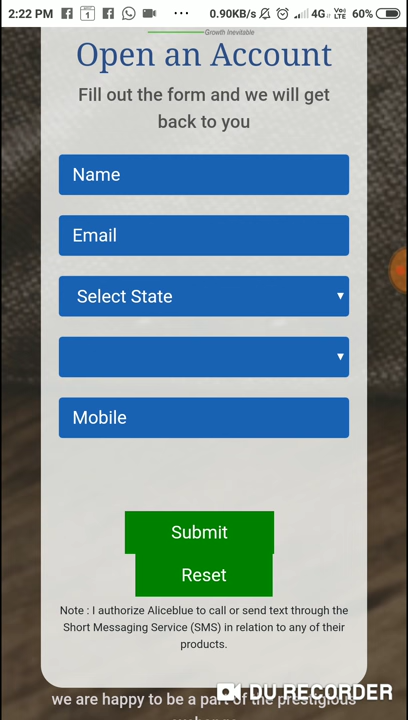 2:22 PM 1 ... 0.90KB/s 4G Vo) LTE 60%
Growth Inevitable
Open an Account
Fill out the form and we will get
back to you
Name
Email
Select State
Mobile
Submit
Reset
Note : I authorize Aliceblue to call or send text through the
Short Messaging Service (SMS) in relation to any of their
products.
DU RECORDER
we are happy to be a part of the prestigious